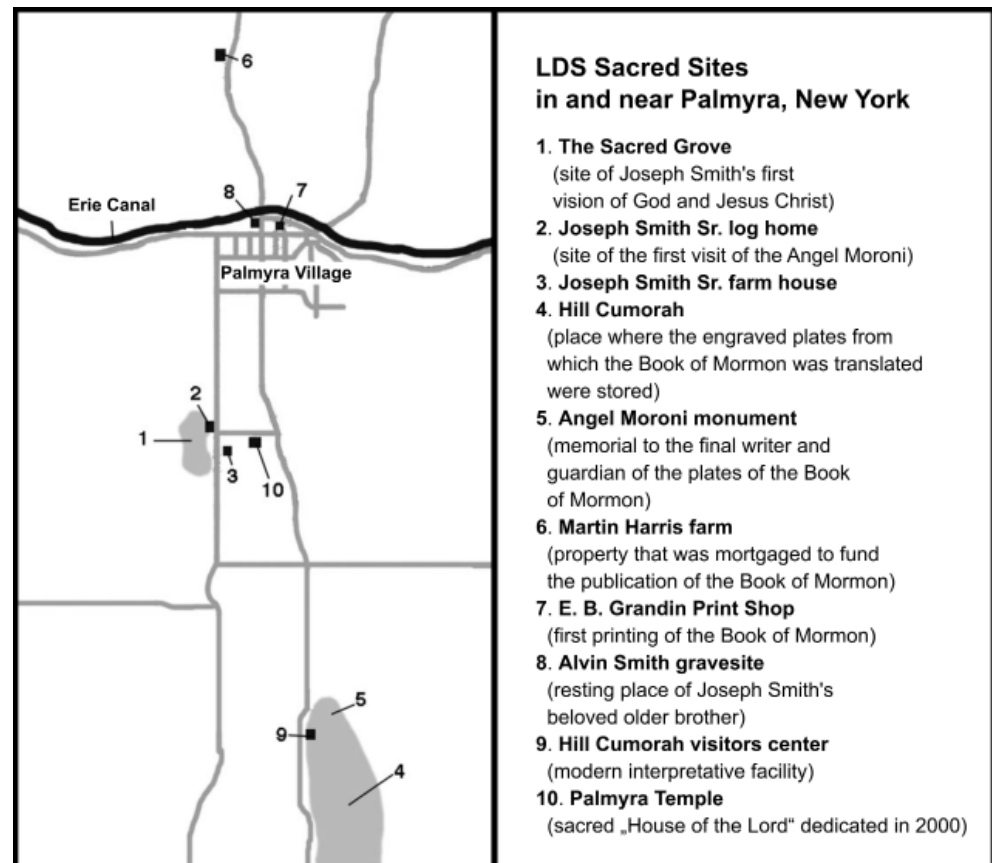 6
8
7
Erie Canal
Palmyra Village
2
1
3
10
5
9
4
LDS Sacred Sites
in and near Palmyra, New York
1. The Sacred Grove
(site of Joseph Smith's first
vision of God and Jesus Christ)
2. Joseph Smith Sr. log home
(site of the first visit of the Angel Moroni)
3. Joseph Smith Sr. farm house
4. Hill Cumorah
(place where the engraved plates from
which the Book of Mormon was translated
were stored)
5. Angel Moroni monument
(memorial to the final writer and
guardian of the plates of the Book
of Mormon)
6. Martin Harris farm
(property that was mortgaged to fund
the publication of the Book of Mormon)
7. E. B. Grandin Print Shop
(first printing of the Book of Mormon)
8. Alvin Smith gravesite
(resting place of Joseph Smith's
beloved older brother)
9. Hill Cumorah visitors center
(modern interpretative facility)
10. Palmyra Temple
(sacred „House of the Lord“ dedicated in 2000)